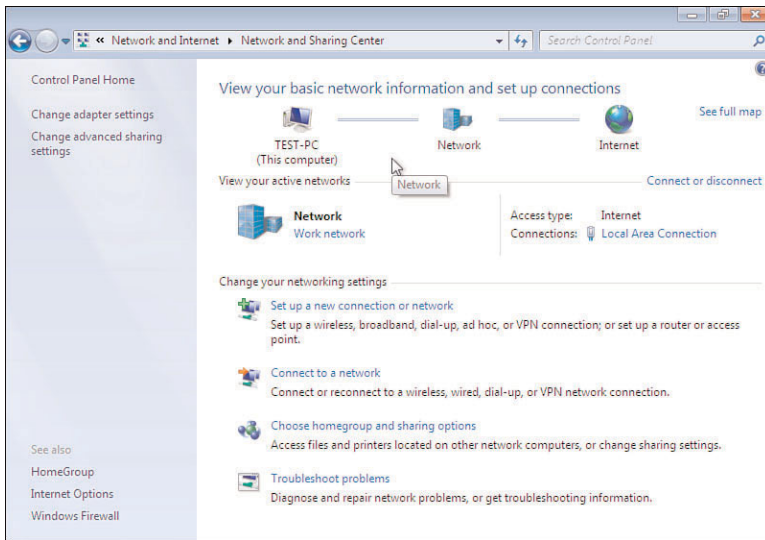 « Network and Internet ▸ Network and Sharing Center
Search Control Panel
Control Panel Home
Change adapter settings
Change advanced sharing
settings
View your basic network information and set up connections
See full map
TEST-PC
(This computer)
Network
Internet
Network
View your active networks
Connect or disconnect
Network
Work network
Access type: Internet
Connections: Local Area Connection
Change your networking settings
Set up a new connection or network
Set up a wireless, broadband, dial-up, ad hoc, or VPN connection; or set up a router or access
point.
Connect to a network
Connect or reconnect to a wireless, wired, dial-up, or VPN network connection.
Choose homegroup and sharing options
Access files and printers located on other network computers, or change sharing settings.
Troubleshoot problems
Diagnose and repair network problems, or get troubleshooting information.
See also
HomeGroup
Internet Options
Windows Firewall